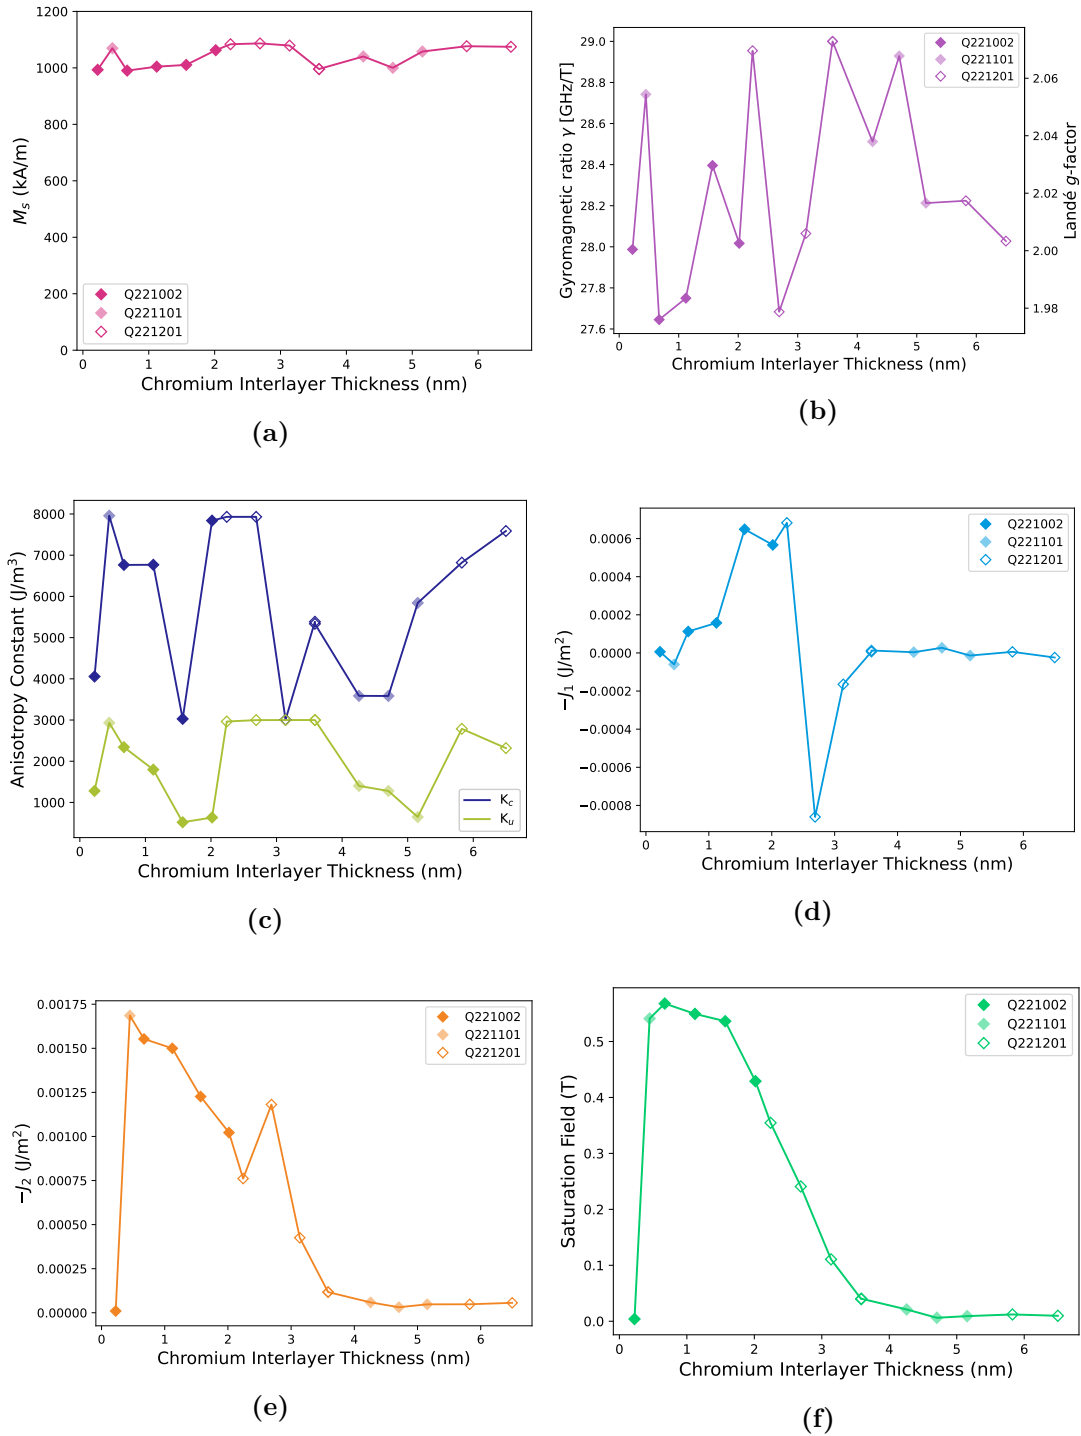 1200
1000
800
600
400
200
0
M_s (kA/m)
Q221002
Q221101
Q221201
0 1 2 3 4 5 6
Chromium Interlayer Thickness (nm)
(a)
29.0
28.8
28.6
28.4
28.2
28.0
27.8
27.6
Gyromagnetic ratio γ [GHz/T]
Q221002
Q221101
Q221201
2.06
2.04
2.02
2.00
1.98
Landé g-factor
0 1 2 3 4 5 6
Chromium Interlayer Thickness (nm)
(b)
8000
7000
6000
5000
4000
3000
2000
1000
Anisotropy Constant (J/m³)
K_c
K_u
0 1 2 3 4 5 6
Chromium Interlayer Thickness (nm)
(c)
0.0006
0.0004
0.0002
0.0000
−0.0002
−0.0004
−0.0006
−0.0008
−J₁ (J/m²)
Q221002
Q221101
Q221201
0 1 2 3 4 5 6
Chromium Interlayer Thickness (nm)
(d)
0.00175
0.00150
0.00125
0.00100
0.00075
0.00050
0.00025
0.00000
−J₂ (J/m²)
Q221002
Q221101
Q221201
0 1 2 3 4 5 6
Chromium Interlayer Thickness (nm)
(e)
0.5
0.4
0.3
0.2
0.1
0.0
Saturation Field (T)
Q221002
Q221101
Q221201
0 1 2 3 4 5 6
Chromium Interlayer Thickness (nm)
(f)